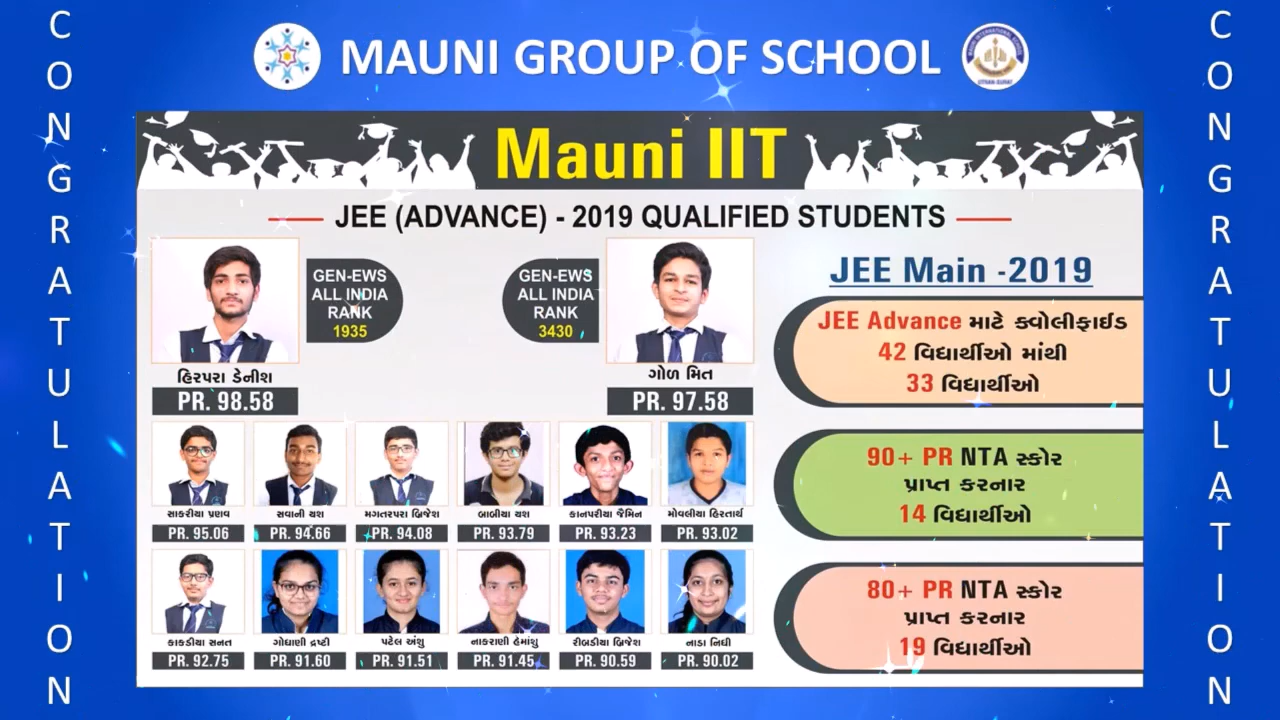 CONGRATULATION
MAUNI GROUP OF SCHOOL
CONGRATULATION
Mauni IIT
JEE (ADVANCE) - 2019 QUALIFIED STUDENTS
GEN-EWS
ALL INDIA
RANK
1935
હિરપરા ડેનીશ
PR. 98.58
GEN-EWS
ALL INDIA
RANK
3430
ગોળ મિત
PR. 97.58
સાકરીયા પ્રણવ
PR. 95.06
સવાની યશ
PR. 94.66
મગતરપરા બ્રિજેશ
PR. 94.08
બાબીયા યશ
PR. 93.79
કાનપરીયા જૈમિન
PR. 93.23
મોવલીયા હિરતાર્થ
PR. 93.02
કાકડીયા સનત
PR. 92.75
ગોધાણી દ્રષ્ટી
PR. 91.60
પટેલ અંશુ
PR. 91.51
નાકરાણી હેમાંશુ
PR. 91.45
રીબડીયા બ્રિજેશ
PR. 90.59
નાડા નિધી
PR. 90.02
JEE Main -2019
JEE Advance માટે ક્વોલીફાઈડ
42 વિદ્યાર્થીઓ માંથી
33 વિદ્યાર્થીઓ
90+ PR NTA સ્કોર
પ્રાપ્ત કરનાર
14 વિદ્યાર્થીઓ
80+ PR NTA સ્કોર
પ્રાપ્ત કરનાર
19 વિદ્યાર્થીઓ